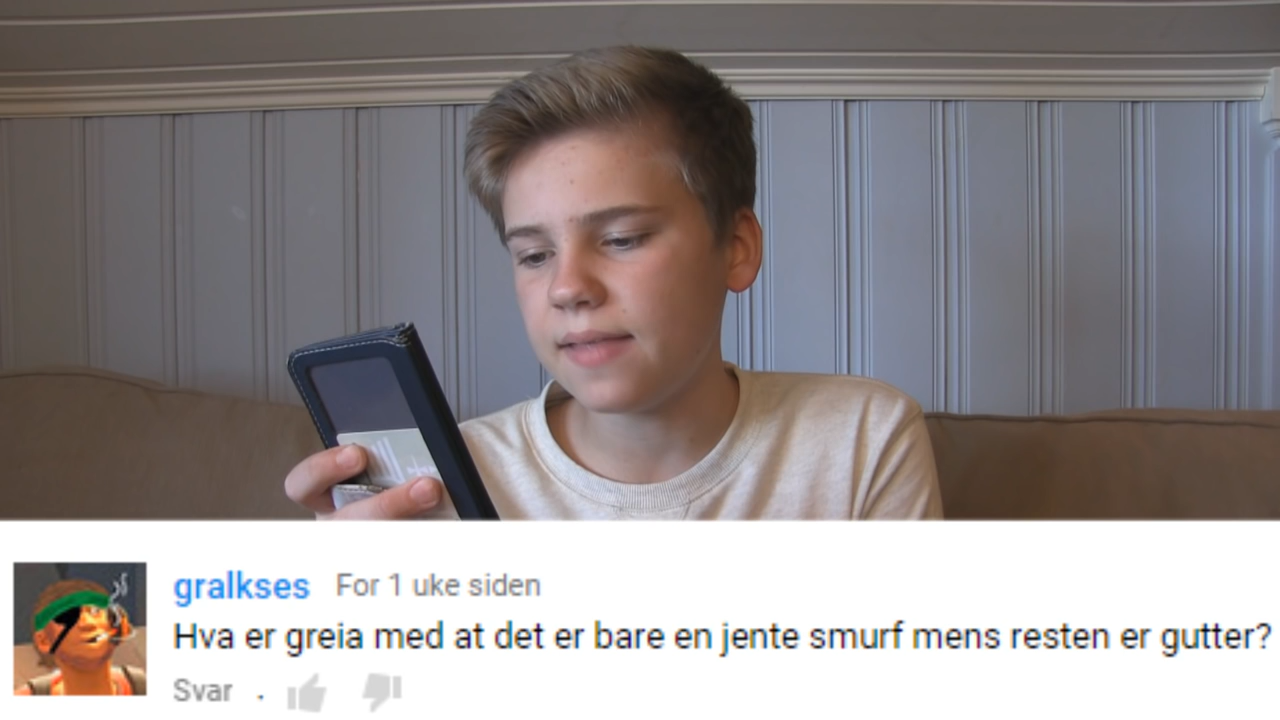 gralkses For 1 uke siden
Hva er greia med at det er bare en jente smurf mens resten er gutter?
Svar .